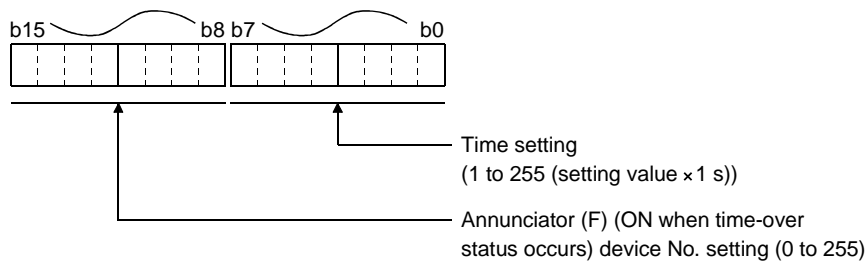 b15 b8 b7 b0
Time setting
(1 to 255 (setting value ×1 s))
Annunciator (F) (ON when time-over
status occurs) device No. setting (0 to 255)